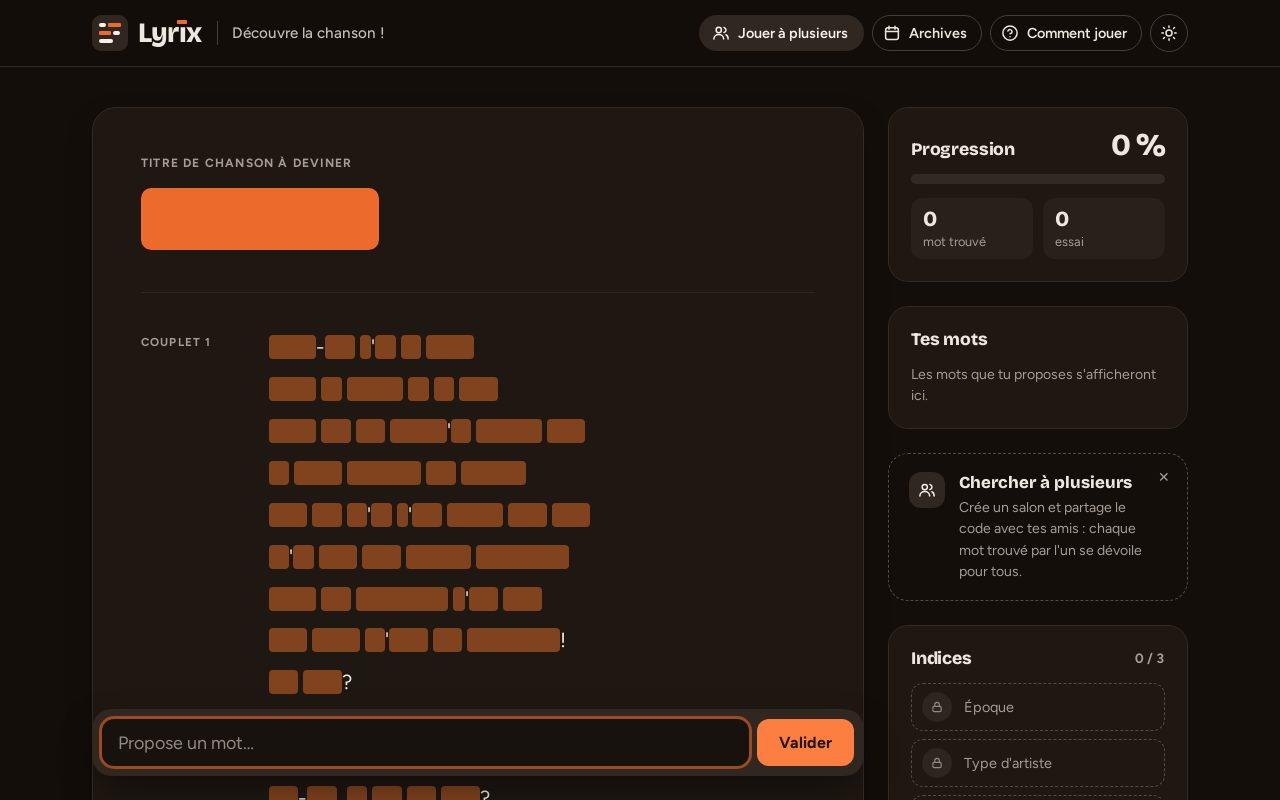 Lyrix
Découvre la chanson !
Jouer à plusieurs
Archives
Comment jouer
TITRE DE CHANSON À DEVINER
COUPLET 1
-'
'
' '
'
'
' !
?
Propose un mot...
Valider
- ?
Progression
0 %
0
mot trouvé
0
essai
Tes mots
Les mots que tu proposes s'afficheront
ici.
Chercher à plusieurs
×
Crée un salon et partage le
code avec tes amis : chaque
mot trouvé par l'un se dévoile
pour tous.
Indices
0 / 3
Époque
Type d'artiste